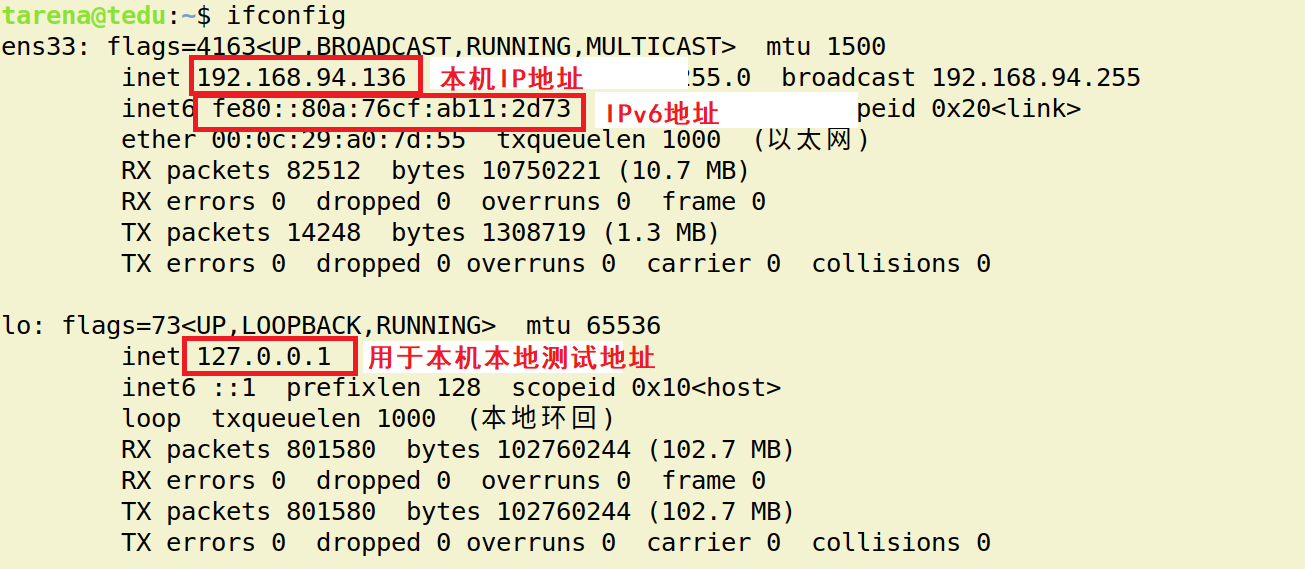 tarena@tedu:~$ ifconfig
ens33: flags=4163<UP,BROADCAST,RUNNING,MULTICAST>  mtu 1500
inet 192.168.94.136 本机IP地址 255.0  broadcast 192.168.94.255
inet6 fe80::80a:76cf:ab11:2d73 IPv6地址 peid 0x20<link>
ether 00:0c:29:a0:7d:55  txqueuelen 1000  (以太网)
RX packets 82512  bytes 10750221 (10.7 MB)
RX errors 0  dropped 0  overruns 0  frame 0
TX packets 14248  bytes 1308719 (1.3 MB)
TX errors 0  dropped 0 overruns 0  carrier 0  collisions 0
lo: flags=73<UP,LOOPBACK,RUNNING>  mtu 65536
inet 127.0.0.1 用于本机本地测试地址
inet6 ::1  prefixlen 128  scopeid 0x10<host>
loop  txqueuelen 1000  (本地环回)
RX packets 801580  bytes 102760244 (102.7 MB)
RX errors 0  dropped 0  overruns 0  frame 0
TX packets 801580  bytes 102760244 (102.7 MB)
TX errors 0  dropped 0 overruns 0  carrier 0  collisions 0